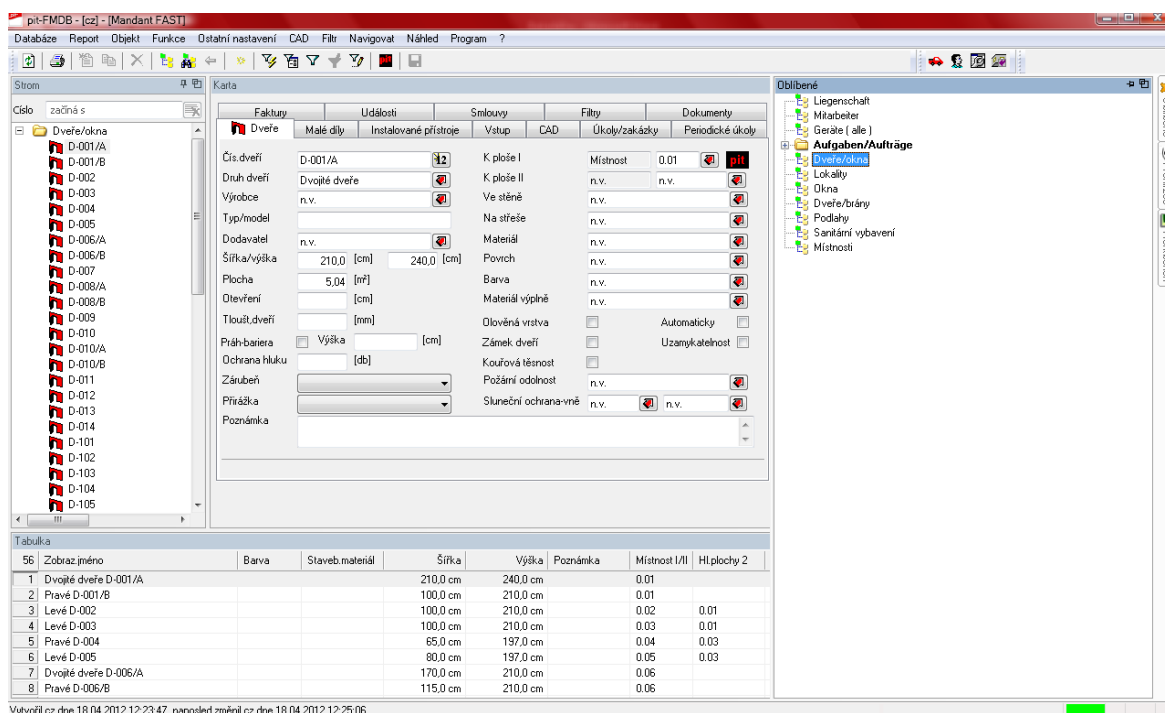 pit-FMDB - [cz] - [Mandant FAST]
Databáze Report Objekt Funkce Ostatní nastavení CAD Filtr Navigovat Náhled Program ?
Strom
Číslo začíná s
Dveře/okna
D-001/A
D-001/B
D-002
D-003
D-004
D-005
D-006/A
D-006/B
D-007
D-008/A
D-008/B
D-009
D-010
D-010/A
D-010/B
D-011
D-012
D-013
D-014
D-101
D-102
D-103
D-104
D-105
Karta
Faktury Události Smlouvy Filtry Dokumenty
Dveře Malé díly Instalované přístroje Vstup CAD Úkoly/zakázky Periodické úkoly
Čís.dveří D-001/A 12 K ploše I Místnost 0.01 pit
Druh dveří Dvojité dveře K ploše II n.v. n.v.
Výrobce n.v. Ve stěně n.v.
Typ/model Na střeše n.v.
Dodavatel n.v. Materiál n.v.
Šířka/výška 210,0 [cm] 240,0 [cm] Povrch n.v.
Plocha 5,04 [m²] Barva n.v.
Otevření [cm] Materiál výplně n.v.
Tloušt.dveří [mm] Olověná vrstva Automaticky
Práh-bariera Výška [cm] Zámek dveří Uzamykatelnost
Ochrana hluku [db] Kouřová těsnost
Zárubeň Požární odolnost n.v.
Přirážka Sluneční ochrana-vně n.v. n.v.
Poznámka
Oblíbené
Liegenschaft
Mitarbeiter
Geräte ( alle )
Aufgaben/Aufträge
Dveře/okna
Lokality
Okna
Dveře/brány
Podlahy
Sanitární vybavení
Místnosti
Tabulka
56 Zobraz.jméno Barva Staveb.materiál Šířka Výška Poznámka Místnost I/II Hl.plochy 2
1 Dvojité dveře D-001/A 210,0 cm 240,0 cm 0.01
2 Pravé D-001/B 100,0 cm 210,0 cm 0.01
3 Levé D-002 100,0 cm 210,0 cm 0.02 0.01
4 Levé D-003 100,0 cm 210,0 cm 0.03 0.01
5 Pravé D-004 65,0 cm 197,0 cm 0.04 0.03
6 Levé D-005 80,0 cm 197,0 cm 0.05 0.03
7 Dvojité dveře D-006/A 170,0 cm 210,0 cm 0.06
8 Pravé D-006/B 115,0 cm 210,0 cm 0.06
Vytvořil cz dne 18.04.2012 12:23:47, naposled změnil cz dne 18.04.2012 12:25:06